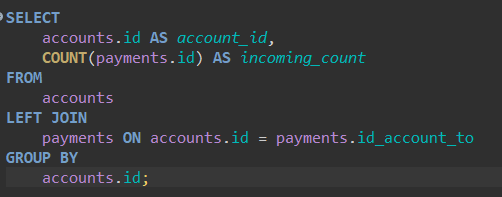 SELECT
accounts.id AS account_id,
COUNT(payments.id) AS incoming_count
FROM
accounts
LEFT JOIN
payments ON accounts.id = payments.id_account_to
GROUP BY
accounts.id;